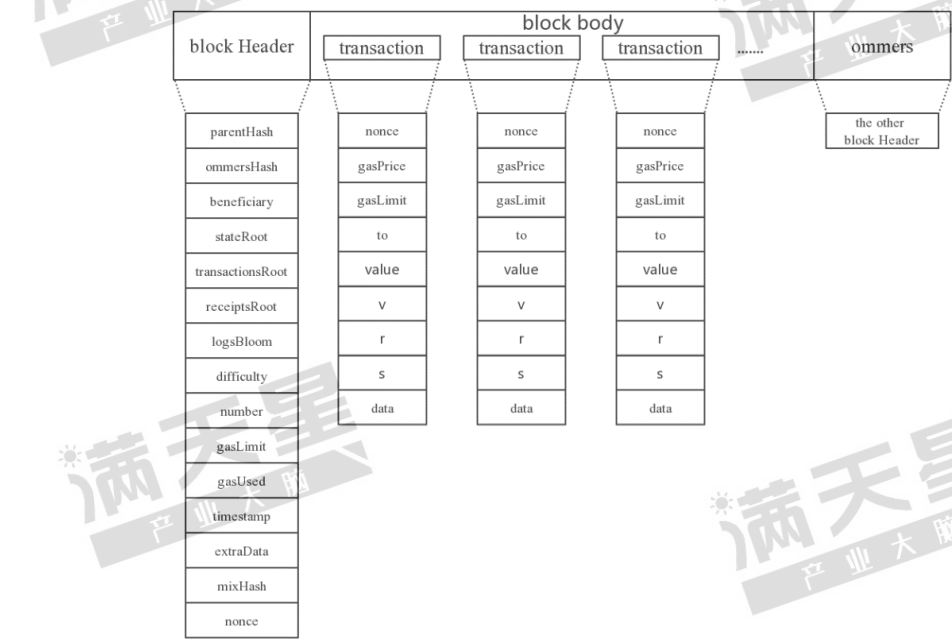 block Header
block body
transaction
transaction
transaction
.......
ommers
parentHash
ommersHash
beneficiary
stateRoot
transactionsRoot
receiptsRoot
logsBloom
difficulty
number
gasLimit
gasUsed
timestamp
extraData
mixHash
nonce
nonce
gasPrice
gasLimit
to
value
v
r
s
data
nonce
gasPrice
gasLimit
to
value
v
r
s
data
nonce
gasPrice
gasLimit
to
value
v
r
s
data
the other
block Header
满天星
产业大脑
满天星
产业大脑
产业
产业大脑